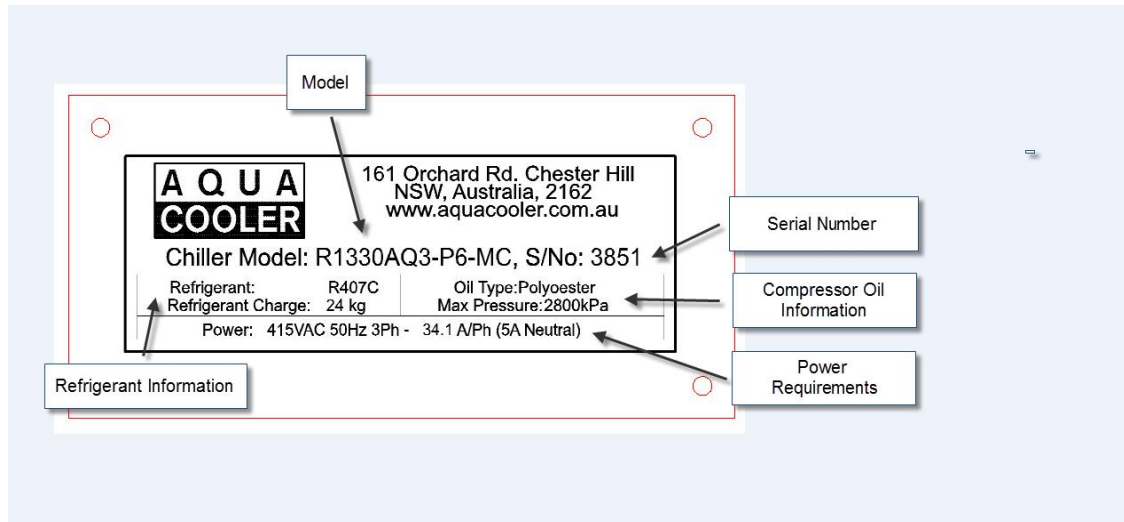 Model
AQUA
COOLER
161 Orchard Rd. Chester Hill
NSW, Australia, 2162
www.aquacooler.com.au
Serial Number
Chiller Model: R1330AQ3-P6-MC, S/No: 3851
Refrigerant: R407C
Refrigerant Charge: 24 kg
Oil Type:Polyoester
Max Pressure:2800kPa
Compressor Oil
Information
Power: 415VAC 50Hz 3Ph - 34.1 A/Ph (5A Neutral)
Power
Requirements
Refrigerant Information